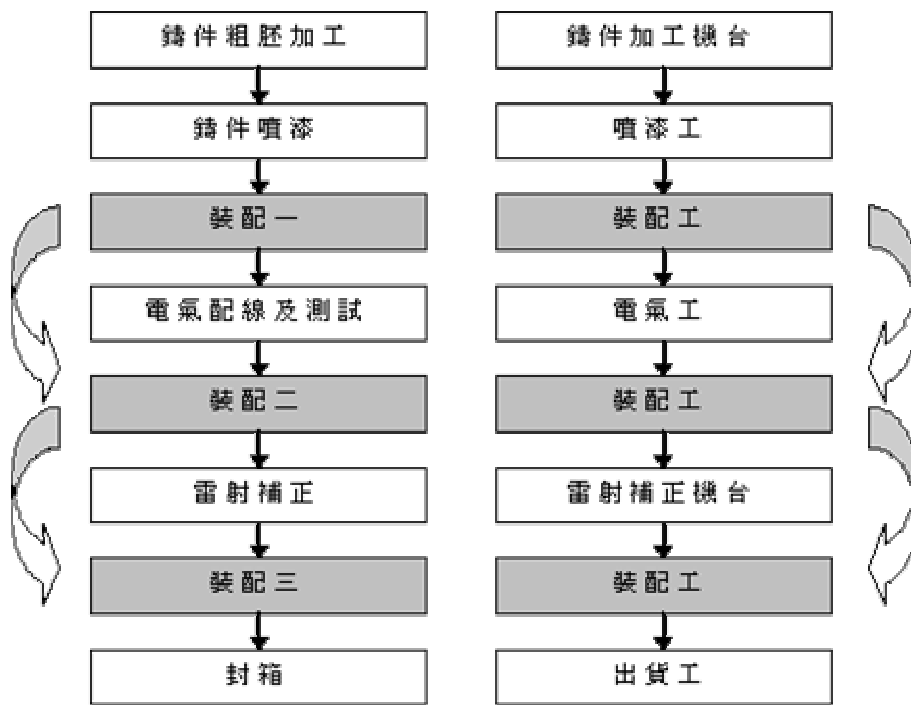 鑄件粗胚加工
鑄件噴漆
裝配一
電氣配線及測試
裝配二
雷射補正
裝配三
封箱
鑄件加工機台
噴漆工
裝配工
電氣工
裝配工
雷射補正機台
裝配工
出貨工